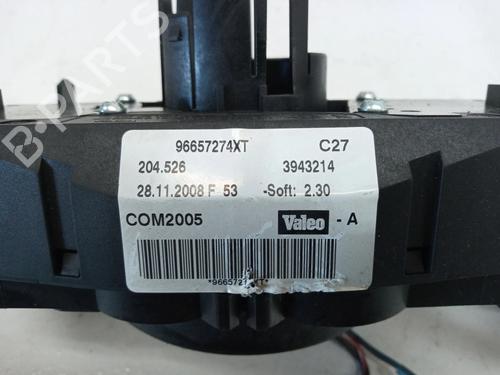 B-PARTS
96657274XT C27
204.526 3943214
28.11.2008 F 53 -Soft: 2.30
COM2005 Valeo - A